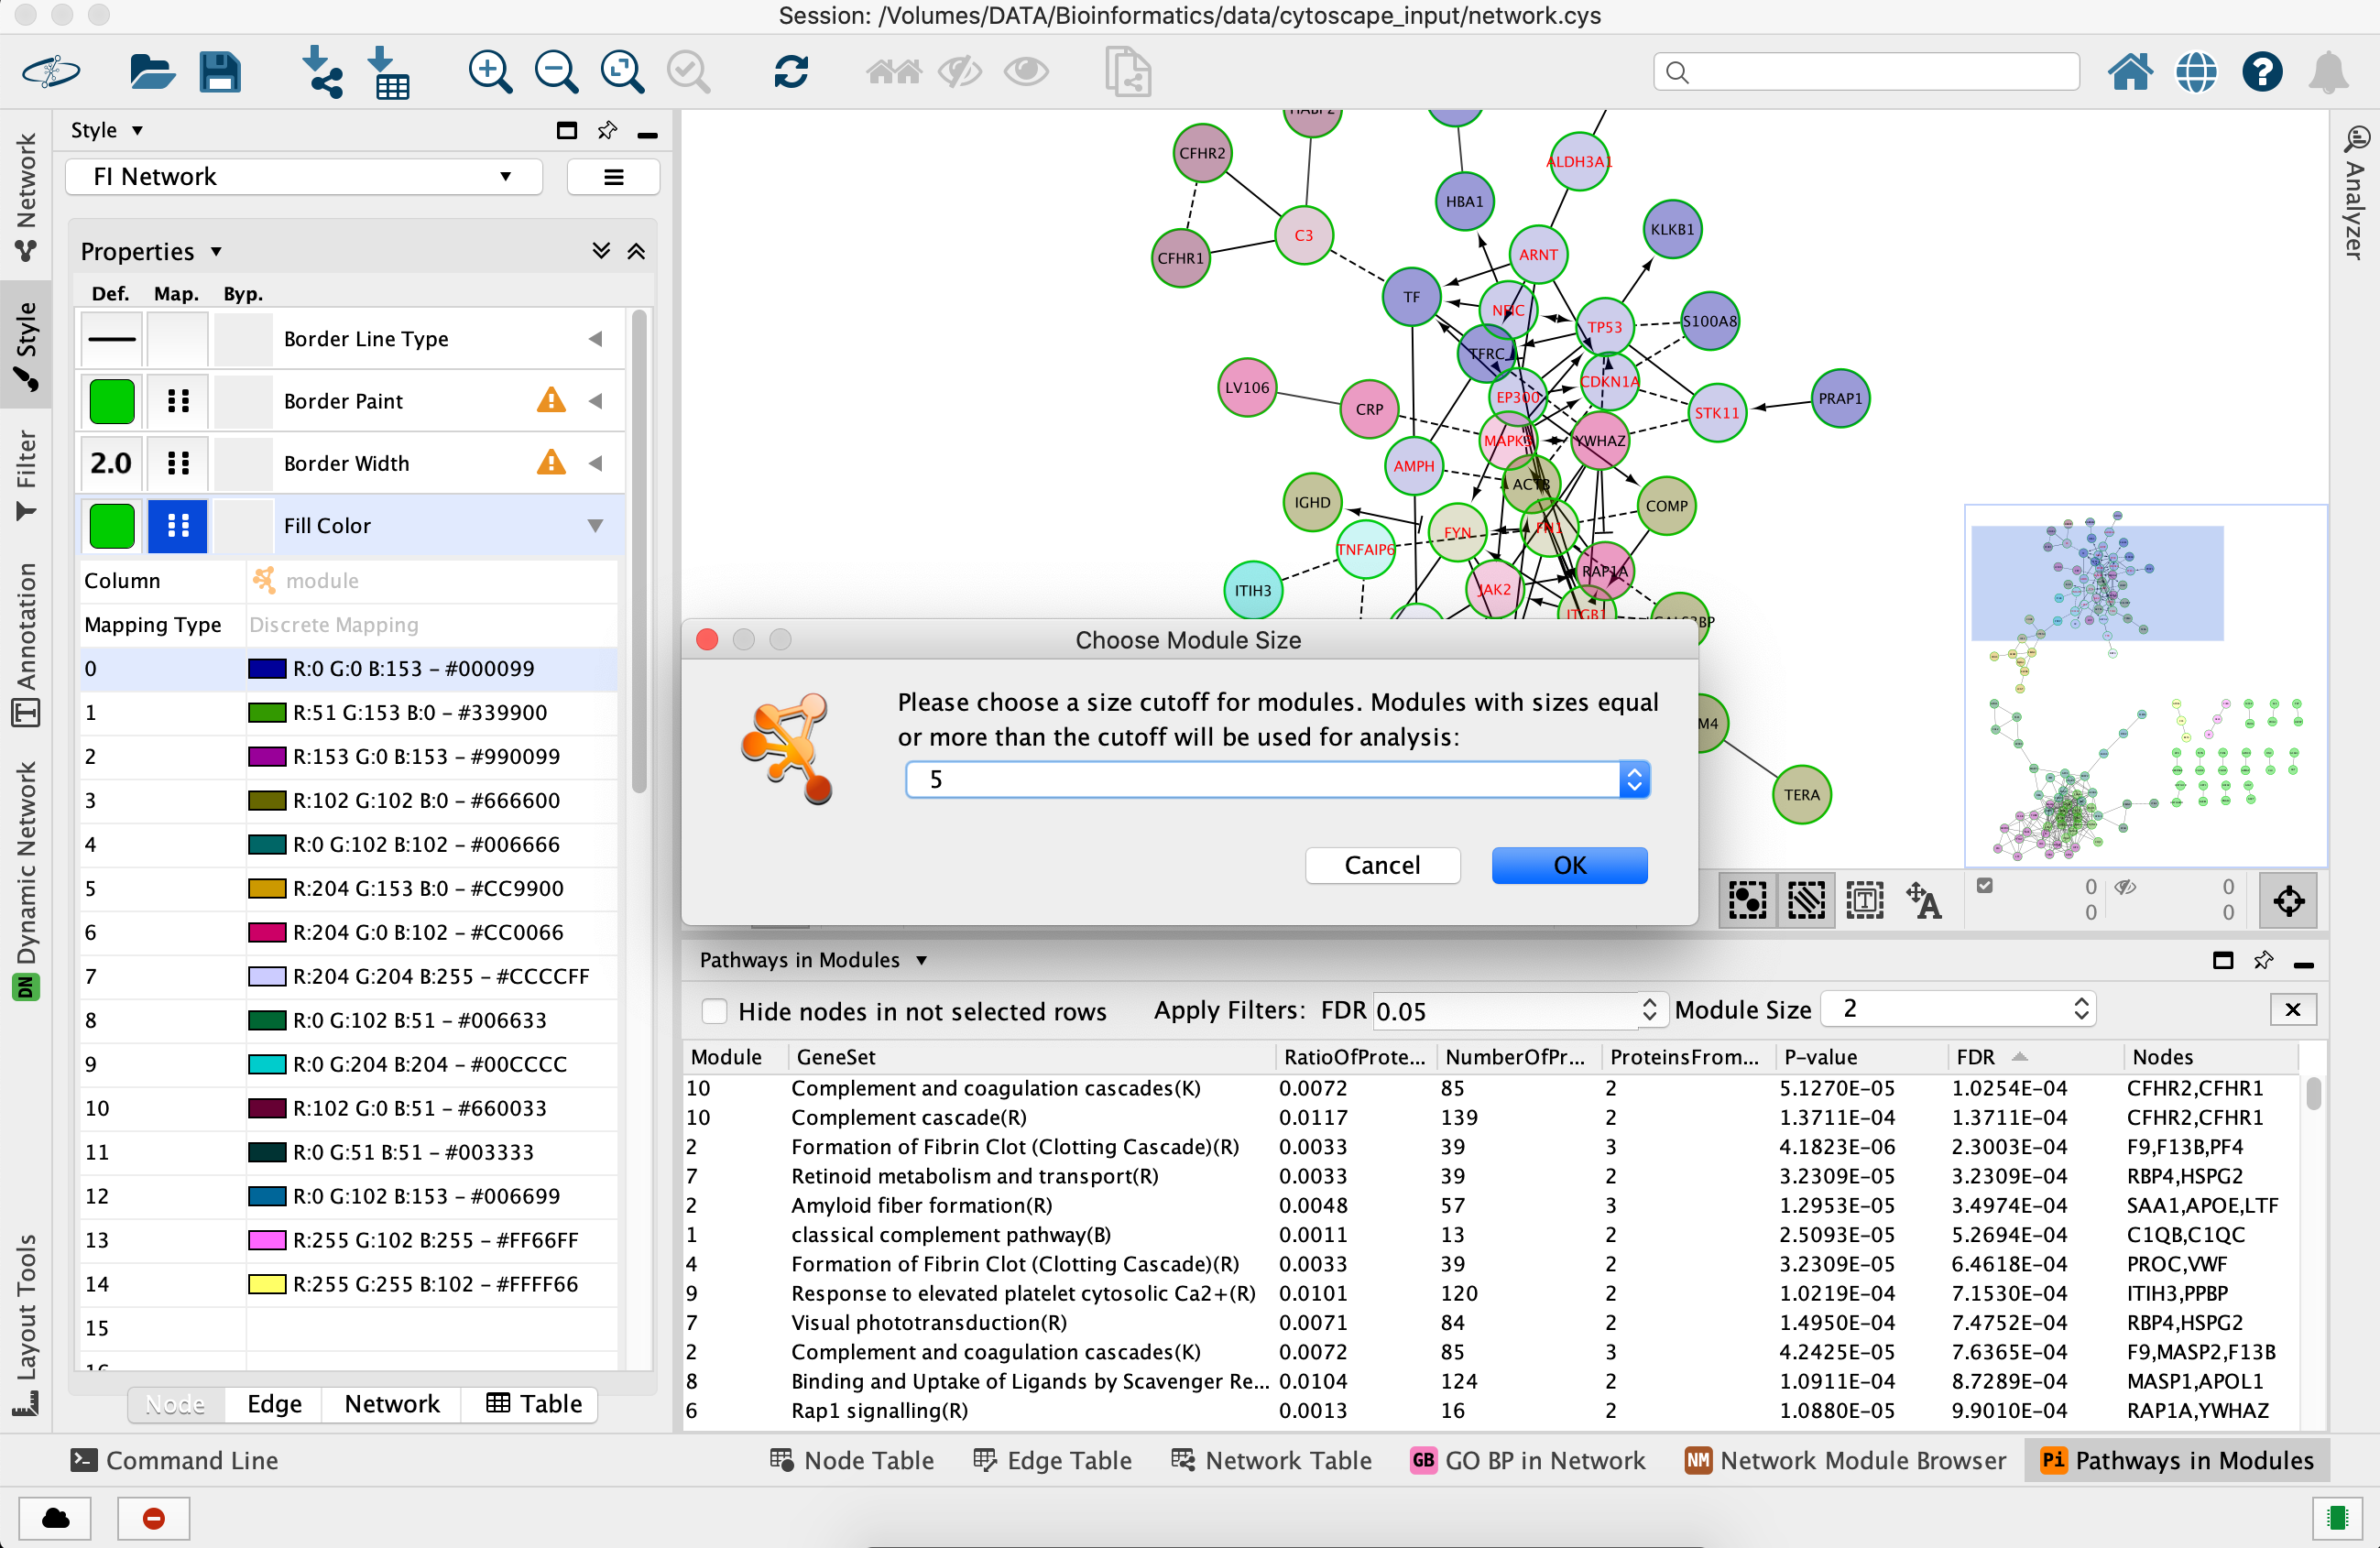 Session: /Volumes/DATA/Bioinformatics/data/cytoscape_input/network.cys
Network
Style
Filter
Annotation
Dynamic Network
DN
Layout Tools
Style
FI Network
Properties
Def. Map. Byp.
Border Line Type
Border Paint
2.0 Border Width
Fill Color
Column module
Mapping Type Discrete Mapping
0 R:0 G:0 B:153 – #000099
1 R:51 G:153 B:0 – #339900
2 R:153 G:0 B:153 – #990099
3 R:102 G:102 B:0 – #666600
4 R:0 G:102 B:102 – #006666
5 R:204 G:153 B:0 – #CC9900
6 R:204 G:0 B:102 – #CC0066
7 R:204 G:204 B:255 – #CCCCFF
8 R:0 G:102 B:51 – #006633
9 R:0 G:204 B:204 – #00CCCC
10 R:102 G:0 B:51 – #660033
11 R:0 G:51 B:51 – #003333
12 R:0 G:102 B:153 – #006699
13 R:255 G:102 B:255 – #FF66FF
14 R:255 G:255 B:102 – #FFFF66
15
Node Edge Network Table
CFHR2
ALDH3A1
HBA1
C3
KLKB1
CFHR1
ARNT
TF
TP53
S100A8
TFRC
LV106
CRP
EP300
CDKN1A
STK11
PRAP1
YWHAZ
AMPH
ACTB
IGHD
COMP
FYN
FN1
TNFAIP6
RAP1A
ITIH3
JAK2
ITGB1
M4
TERA
Analyzer
Choose Module Size
Please choose a size cutoff for modules. Modules with sizes equal
or more than the cutoff will be used for analysis:
5
Cancel OK
T A
0 0
0 0
Pathways in Modules
Hide nodes in not selected rows Apply Filters: FDR 0.05 Module Size 2
Module GeneSet RatioOfProte... NumberOfPr... ProteinsFrom... P-value FDR Nodes
10 Complement and coagulation cascades(K) 0.0072 85 2 5.1270E-05 1.0254E-04 CFHR2,CFHR1
10 Complement cascade(R) 0.0117 139 2 1.3711E-04 1.3711E-04 CFHR2,CFHR1
2 Formation of Fibrin Clot (Clotting Cascade)(R) 0.0033 39 3 4.1823E-06 2.3003E-04 F9,F13B,PF4
7 Retinoid metabolism and transport(R) 0.0033 39 2 3.2309E-05 3.2309E-04 RBP4,HSPG2
2 Amyloid fiber formation(R) 0.0048 57 3 1.2953E-05 3.4974E-04 SAA1,APOE,LTF
1 classical complement pathway(B) 0.0011 13 2 2.5093E-05 5.2694E-04 C1QB,C1QC
4 Formation of Fibrin Clot (Clotting Cascade)(R) 0.0033 39 2 3.2309E-05 6.4618E-04 PROC,VWF
9 Response to elevated platelet cytosolic Ca2+(R) 0.0101 120 2 1.0219E-04 7.1530E-04 ITIH3,PPBP
7 Visual phototransduction(R) 0.0071 84 2 1.4950E-04 7.4752E-04 RBP4,HSPG2
2 Complement and coagulation cascades(K) 0.0072 85 3 4.2425E-05 7.6365E-04 F9,MASP2,F13B
8 Binding and Uptake of Ligands by Scavenger Re... 0.0104 124 2 1.0911E-04 8.7289E-04 MASP1,APOL1
6 Rap1 signalling(R) 0.0013 16 2 1.0880E-05 9.9010E-04 RAP1A,YWHAZ
Command Line Node Table Edge Table Network Table GB GO BP in Network NM Network Module Browser Pi Pathways in Modules